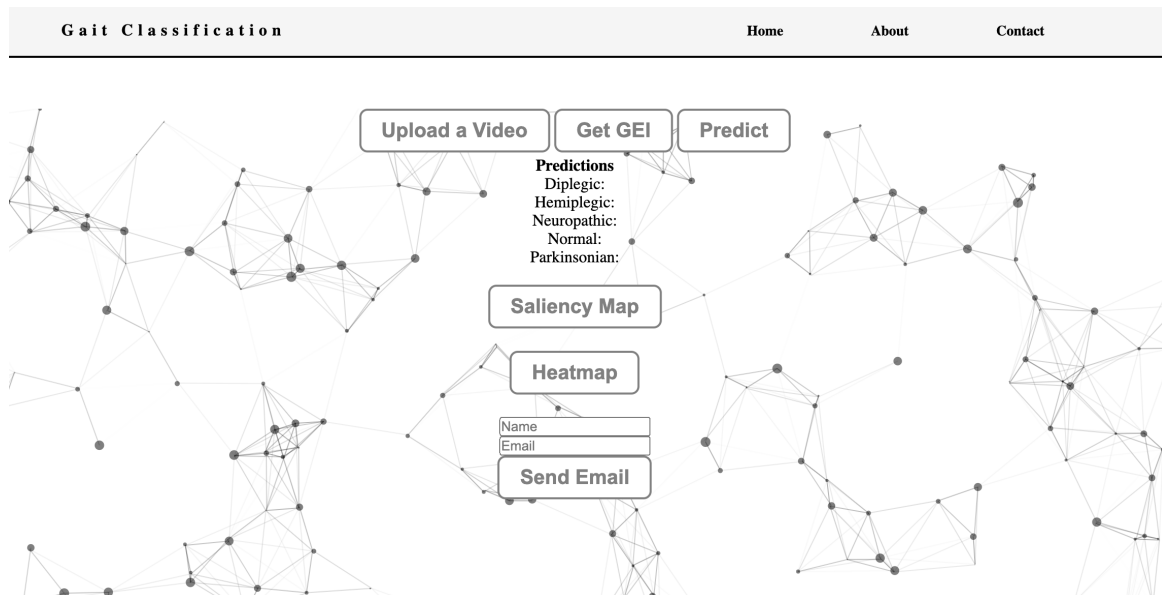 Gait Classification
Home About Contact
Upload a Video Get GEI Predict
Predictions
Diplegic:
Hemiplegic:
Neuropathic:
Normal:
Parkinsonian:
Saliency Map
Heatmap
Name
Email
Send Email